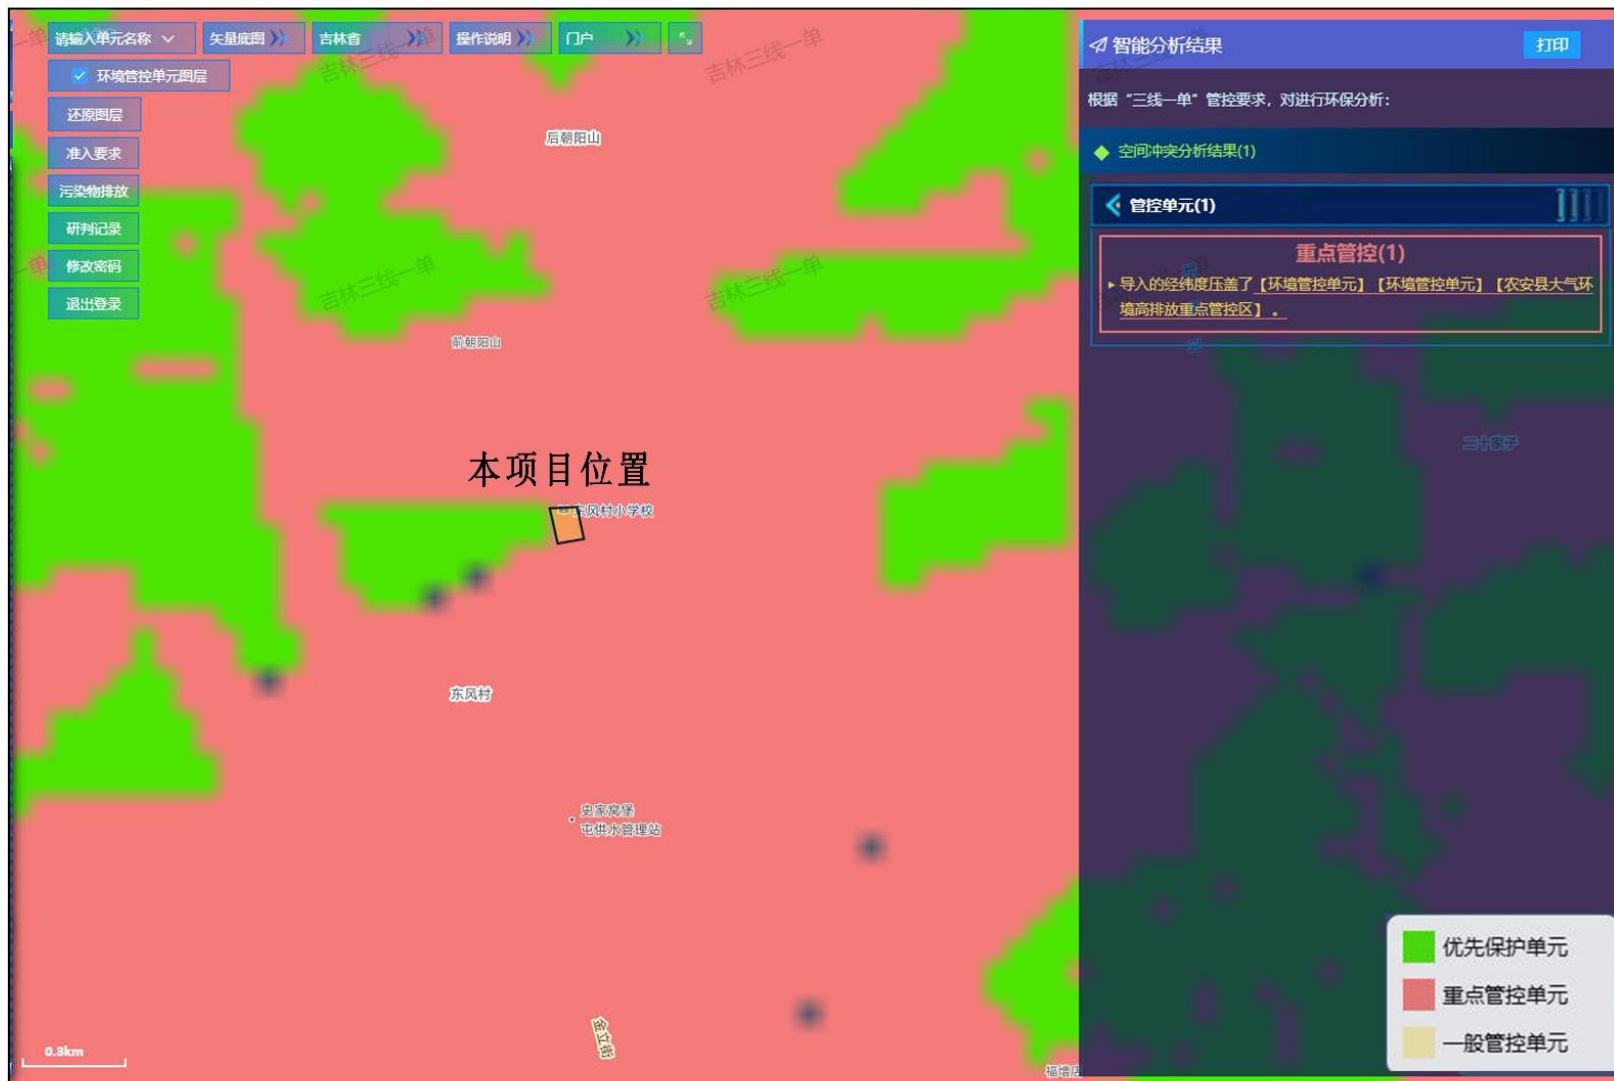 请输入单元名称
矢量底图
吉林省
操作说明
门户
环境管控单元图层
还原图层
准入要求
污染物排放
研判记录
修改密码
退出登录
吉林三线一单
吉林三线一单
吉林三线一单
吉林三线一单
后朝阳山
前朝阳山
本项目位置
东风村小学校
东风村
史家窝堡
屯供水管理站
金立街
福增店
0.3km
智能分析结果
打印
根据“三线一单”管控要求，对进行环保分析：
空间冲突分析结果(1)
管控单元(1)
重点管控(1)
导入的经纬度压盖了【环境管控单元】【环境管控单元】【农安县大气环
境高排放重点管控区】。
二十家子
优先保护单元
重点管控单元
一般管控单元